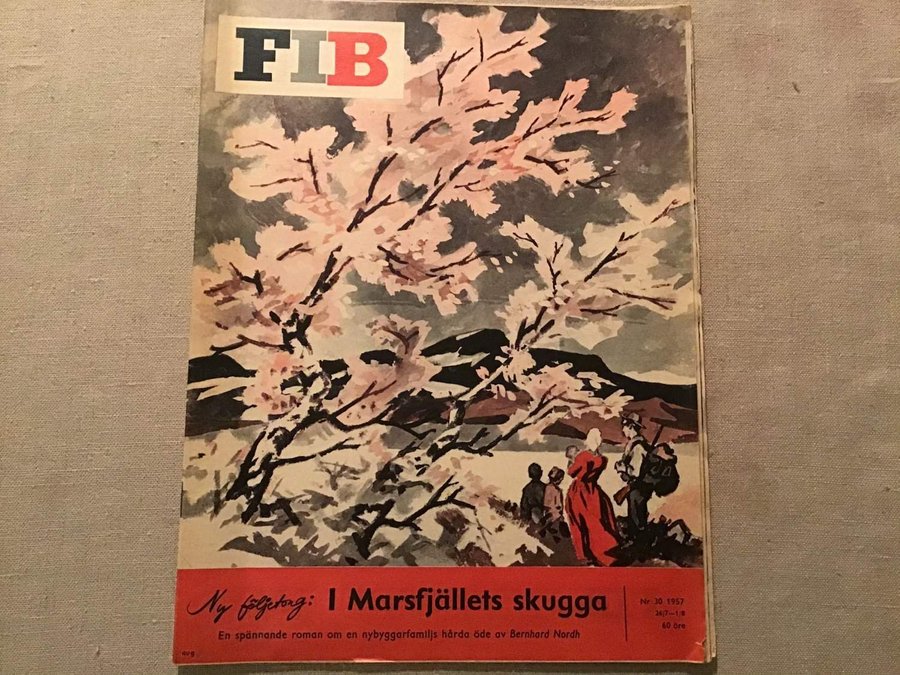 FIB
Ny följetong: I Marsfjällets skugga
En spännande roman om en nybyggarfamiljs hårda öde av Bernhard Nordh
Nr 30 1957
26/7–1/8
60 öre